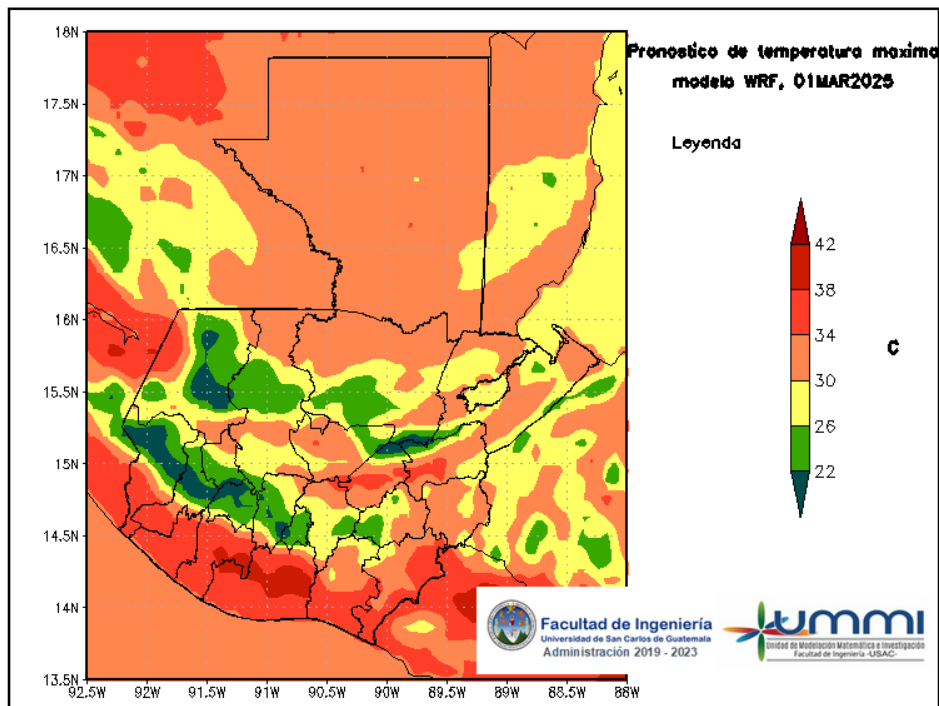 Pronostico de temperatura maxima
modelo WRF, 01MAR2025
Leyenda
42
38
34
30
26
22
C
18N
17.5N
17N
16.5N
16N
15.5N
15N
14.5N
14N
13.5N
92.5W
92W
91.5W
91W
90.5W
90W
89.5W
89W
88.5W
88W
Facultad de Ingeniería
Universidad de San Carlos de Guatemala
Administración 2019 - 2023
UMMI
Unidad de Modelación Matemática e Investigación
Facultad de Ingeniería -USAC-